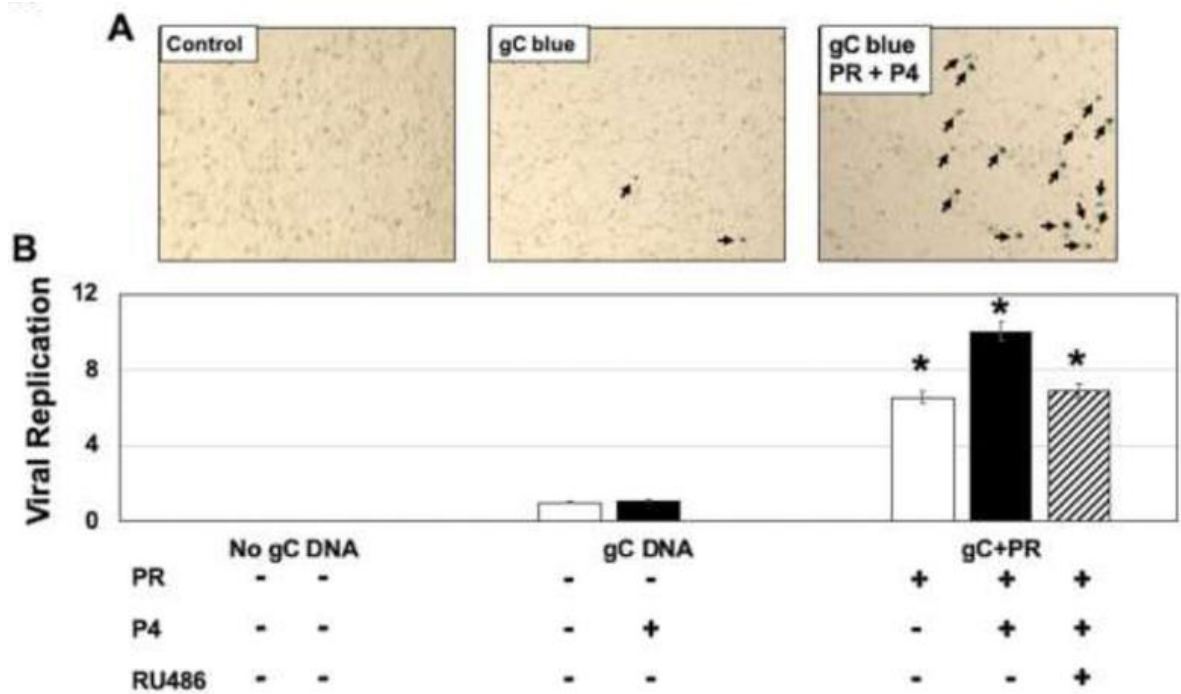 A
Control
gC blue
gC blue
PR + P4
B
Viral Replication
12
8
4
0
*
*
*
No gC DNA
gC DNA
gC+PR
PR - - - - + + +
P4 - - - + - + +
RU486 - - - - - - +